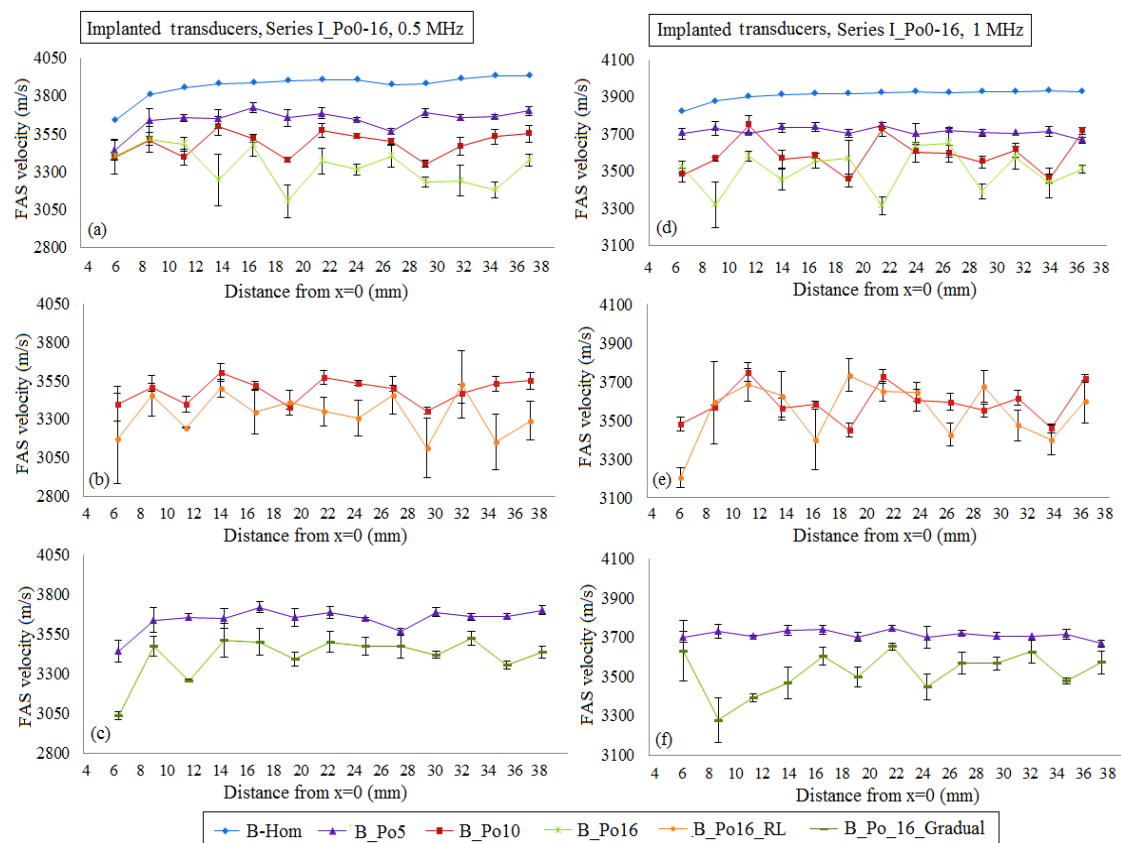 Implanted transducers, Series I_Po0-16, 0.5 MHz
FAS velocity (m/s)
4050
3800
3550
3300
3050
2800
(a)
4 6 8 10 12 14 16 18 20 22 24 26 28 30 32 34 36 38
Distance from x=0 (mm)
FAS velocity (m/s)
4050
3800
3550
3300
3050
2800
(b)
4 6 8 10 12 14 16 18 20 22 24 26 28 30 32 34 36 38
Distance from x=0 (mm)
FAS velocity (m/s)
4050
3800
3550
3300
3050
2800
(c)
4 6 8 10 12 14 16 18 20 22 24 26 28 30 32 34 36 38
Distance from x=0 (mm)
Implanted transducers, Series I_Po0-16, 1 MHz
FAS velocity (m/s)
4100
3900
3700
3500
3300
3100
(d)
4 6 8 10 12 14 16 18 20 22 24 26 28 30 32 34 36 38
Distance from x=0 (mm)
FAS velocity (m/s)
4100
3900
3700
3500
3300
3100
(e)
4 6 8 10 12 14 16 18 20 22 24 26 28 30 32 34 36 38
Distance from x=0 (mm)
FAS velocity (m/s)
4100
3900
3700
3500
3300
3100
(f)
4 6 8 10 12 14 16 18 20 22 24 26 28 30 32 34 36 38
Distance from x=0 (mm)
B-Hom B_Po5 B_Po10 B_Po16 B_Po16_RL B_Po_16_Gradual